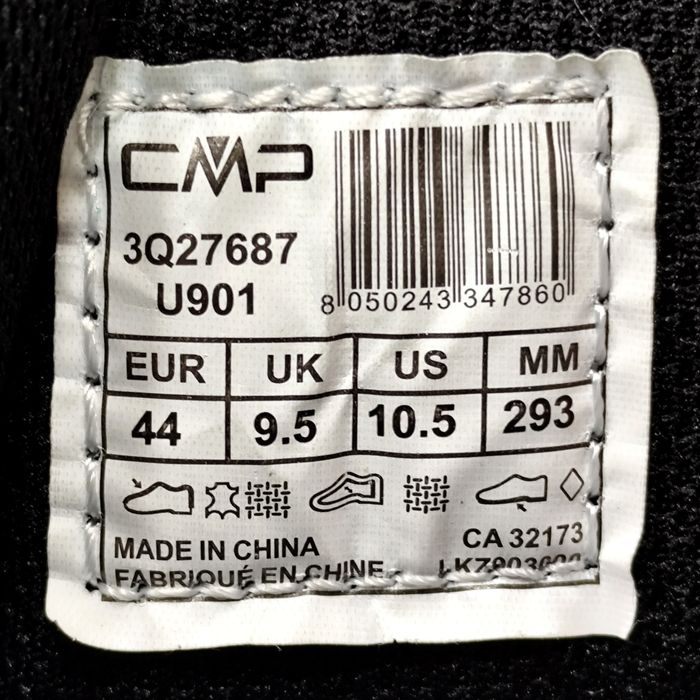 CMP
3Q27687
U901
8 050243 347860
EUR UK US MM
44 9.5 10.5 293
MADE IN CHINA
FABRIQUÉ EN CHINE
CA 32173